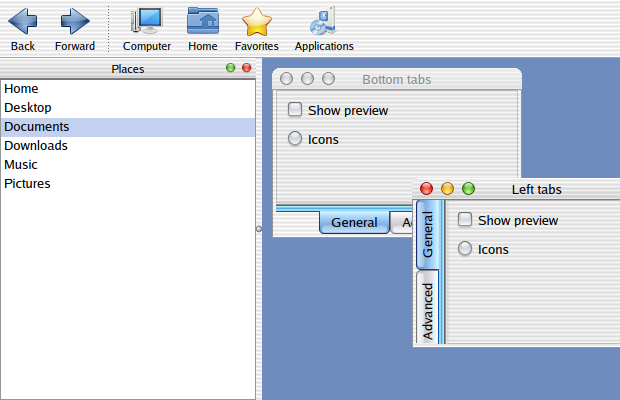 Back Forward Computer Home Favorites Applications
Places
Home
Desktop
Documents
Downloads
Music
Pictures
Bottom tabs
Show preview
Icons
General
Left tabs
General
Advanced
Show preview
Icons